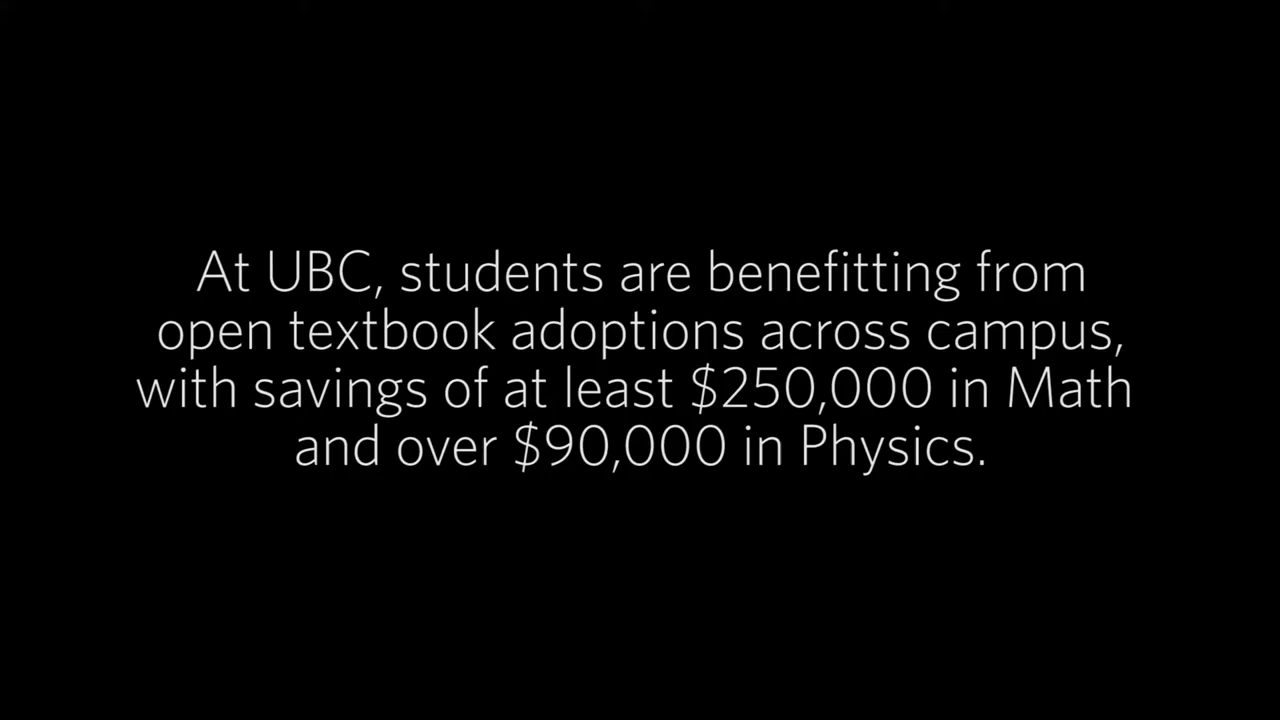 At UBC, students are benefitting from
open textbook adoptions across campus,
with savings of at least $250,000 in Math
and over $90,000 in Physics.